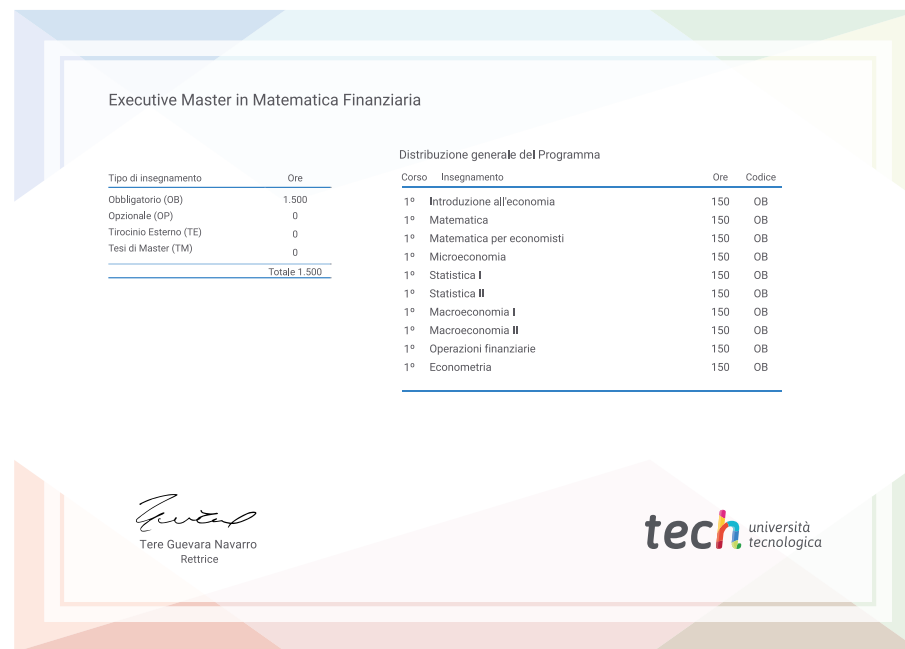 Executive Master in Matematica Finanziaria
Tipo di insegnamento Ore
Obbligatorio (OB) 1.500
Opzionale (OP) 0
Tirocinio Esterno (TE) 0
Tesi di Master (TM) 0
Totale 1.500
Distribuzione generale del Programma
Corso Insegnamento Ore Codice
1º Introduzione all'economia 150 OB
1º Matematica 150 OB
1º Matematica per economisti 150 OB
1º Microeconomia 150 OB
1º Statistica I 150 OB
1º Statistica II 150 OB
1º Macroeconomia I 150 OB
1º Macroeconomia II 150 OB
1º Operazioni finanziarie 150 OB
1º Econometria 150 OB
Tere Guevara Navarro
Rettrice
tech università
tecnologica